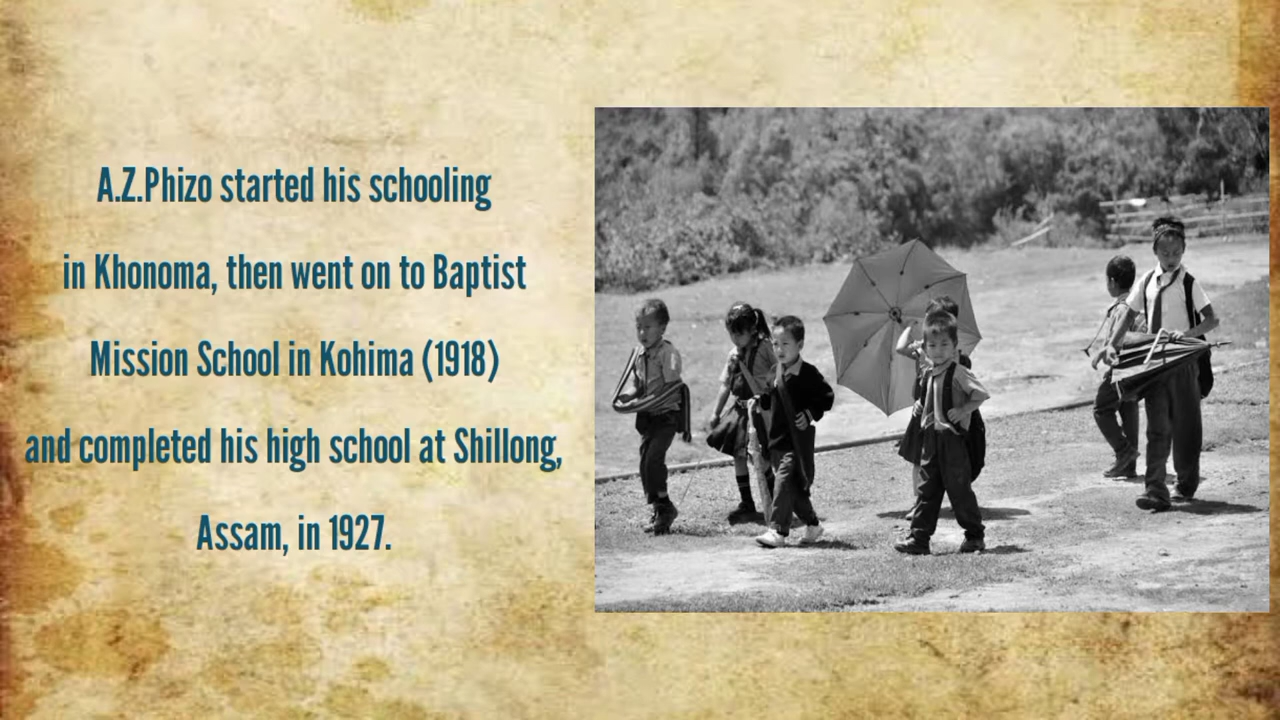 A.Z.Phizo started his schooling
in Khonoma, then went on to Baptist
Mission School in Kohima (1918)
and completed his high school at Shillong,
Assam, in 1927.